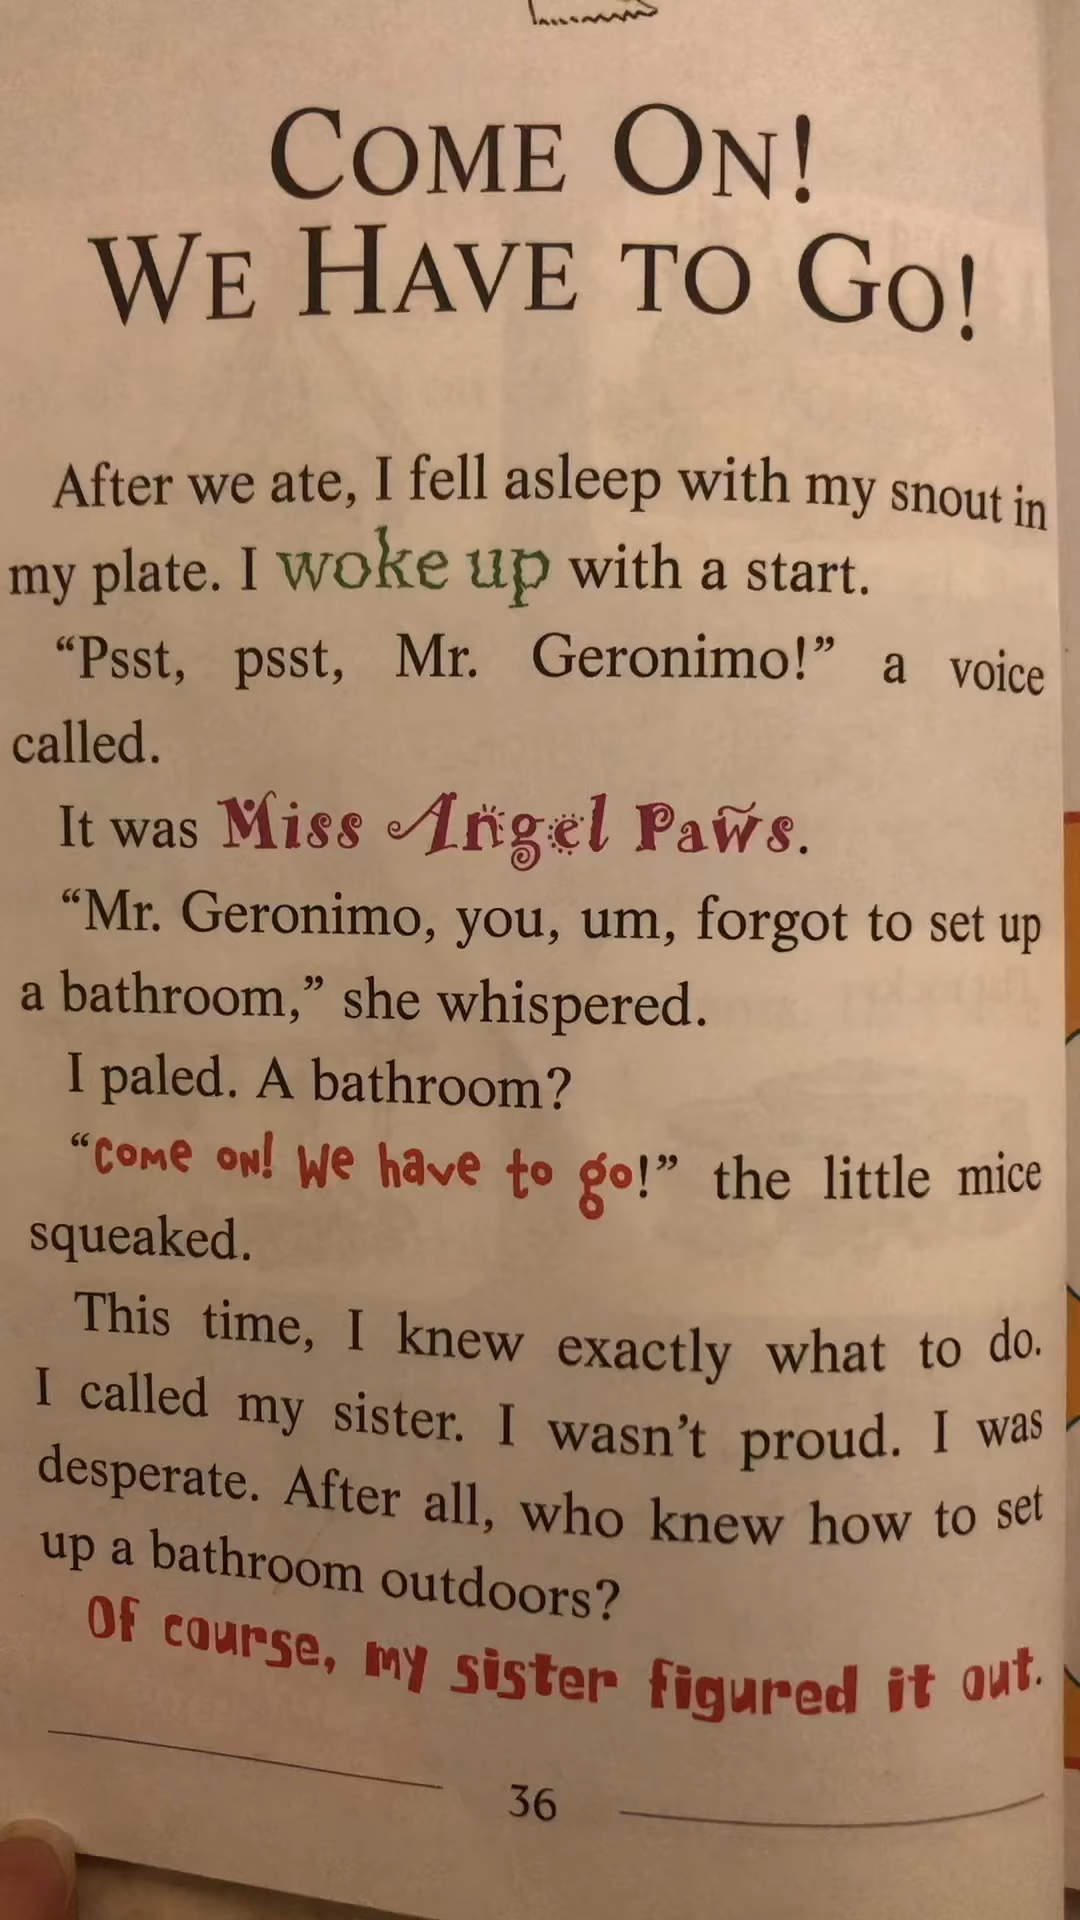 COME ON!
WE HAVE TO GO!
After we ate, I fell asleep with my snout in
my plate. I woke up with a start.
“Psst, psst, Mr. Geronimo!” a voice
called.
It was Miss Angel Paws.
“Mr. Geronimo, you, um, forgot to set up
a bathroom,” she whispered.
I paled. A bathroom?
“Come on! We have to go!” the little mice
squeaked.
This time, I knew exactly what to do.
I called my sister. I wasn’t proud. I was
desperate. After all, who knew how to set
up a bathroom outdoors?
Of course, my sister figured it out.
36